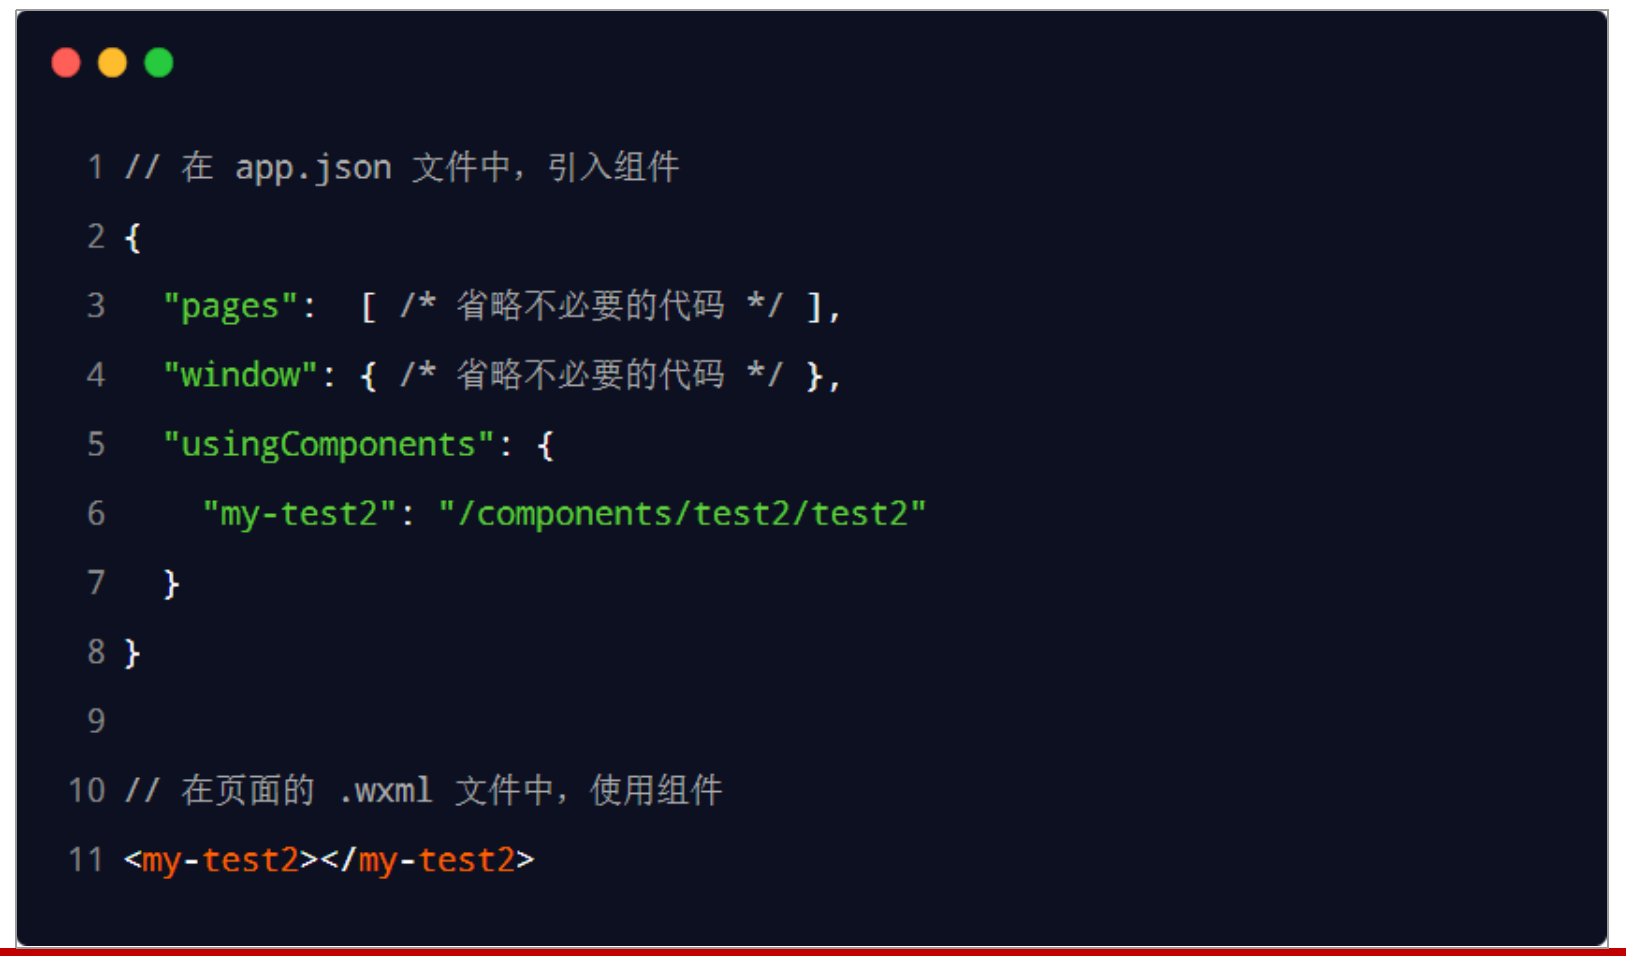 1 // 在 app.json 文件中，引入组件
2 {
3   "pages":  [ /* 省略不必要的代码 */ ],
4   "window": { /* 省略不必要的代码 */ },
5   "usingComponents": {
6     "my-test2": "/components/test2/test2"
7   }
8 }
9
10 // 在页面的 .wxml 文件中，使用组件
11 <my-test2></my-test2>